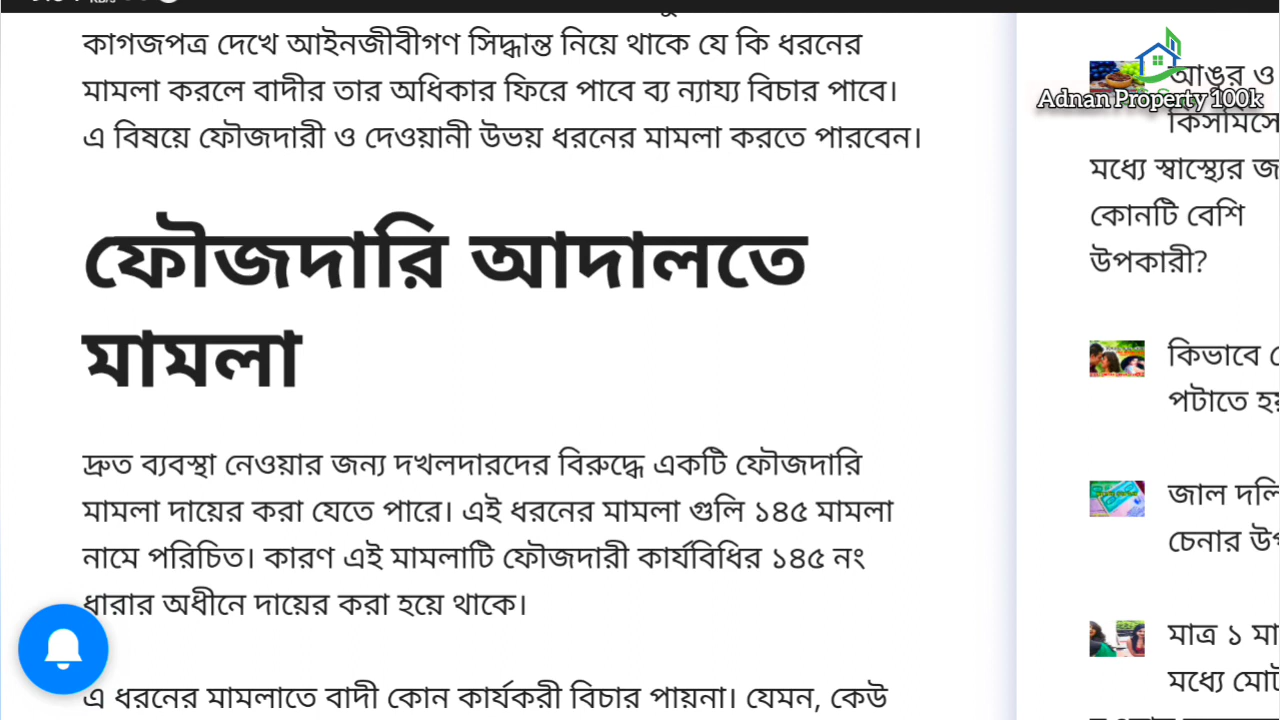 কাগজপত্র দেখে আইনজীবীগণ সিদ্ধান্ত নিয়ে থাকে যে কি ধরনের
মামলা করলে বাদীর তার অধিকার ফিরে পাবে ব্য ন্যায্য বিচার পাবে।
এ বিষয়ে ফৌজদারী ও দেওয়ানী উভয় ধরনের মামলা করতে পারবেন।
ফৌজদারি আদালতে
মামলা
দ্রুত ব্যবস্থা নেওয়ার জন্য দখলদারদের বিরুদ্ধে একটি ফৌজদারি
মামলা দায়ের করা যেতে পারে। এই ধরনের মামলা গুলি ১৪৫ মামলা
নামে পরিচিত। কারণ এই মামলাটি ফৌজদারী কার্যবিধির ১৪৫ নং
ধারার অধীনে দায়ের করা হয়ে থাকে।
এ ধরনের মামলাতে বাদী কোন কার্যকরী বিচার পায়না। যেমন, কেউ
আঙুর ও
Adnan Property 100k
কিসমিসে
মধ্যে স্বাস্থ্যের
কোনটি বেশি
উপকারী?
কিভাবে
পটাতে
জাল
চেনার
মাত্র ১
মধ্যে